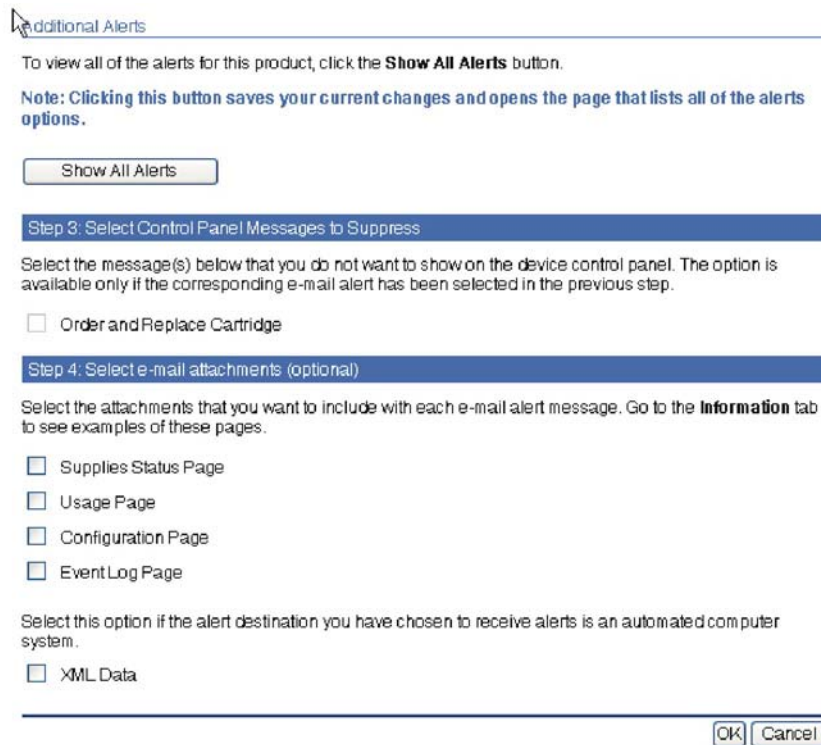 Additional Alerts
To view all of the alerts for this product, click the Show All Alerts button.
Note: Clicking this button saves your current changes and opens the page that lists all of the alerts
options.
Show All Alerts
Step 3: Select Control Panel Messages to Suppress
Select the message(s) below that you do not want to show on the device control panel. The option is
available only if the corresponding e-mail alert has been selected in the previous step.
Order and Replace Cartridge
Step 4: Select e-mail attachments (optional)
Select the attachments that you want to include with each e-mail alert message. Go to the Information tab
to see examples of these pages.
Supplies Status Page
Usage Page
Configuration Page
Event Log Page
Select this option if the alert destination you have chosen to receive alerts is an automated computer
system.
XML Data
OK Cancel